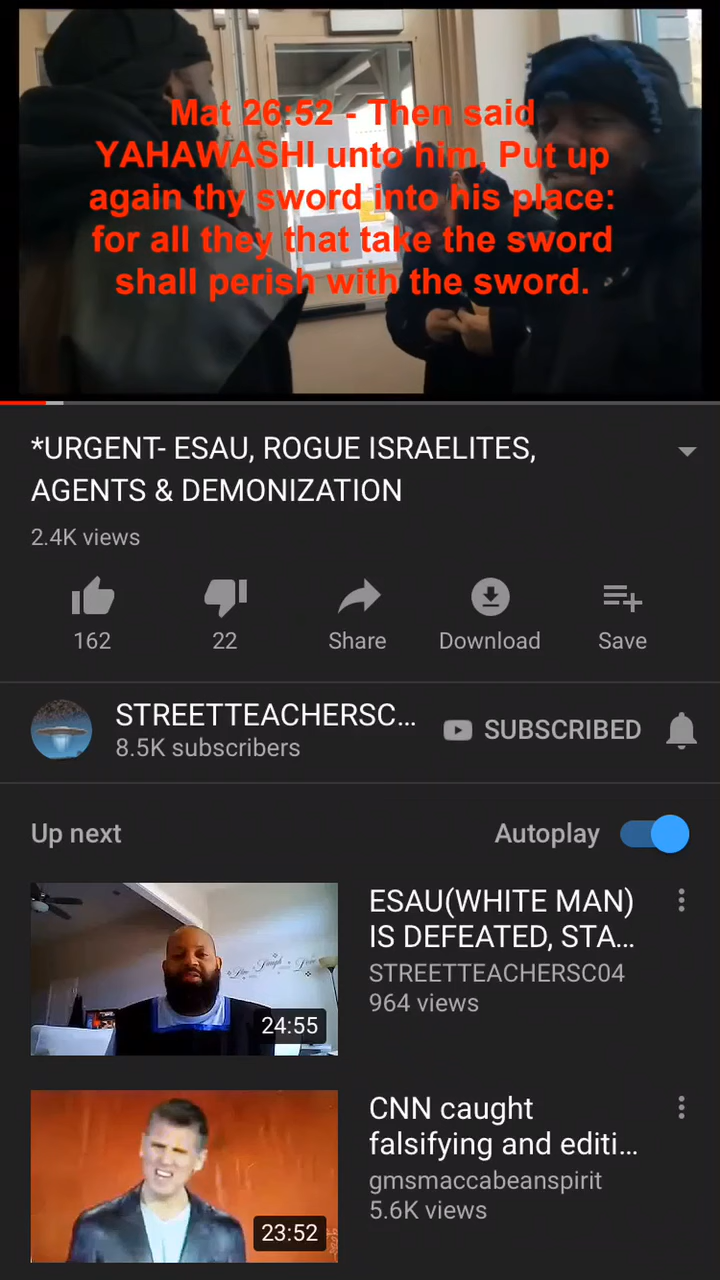 Mat 26:52 - Then said
YAHAWASHI unto him, Put up
again thy sword into his place:
for all they that take the sword
shall perish with the sword.
*URGENT- ESAU, ROGUE ISRAELITES,
AGENTS & DEMONIZATION
2.4K views
162
22
Share
Download
Save
STREETTEACHERSC...
8.5K subscribers
SUBSCRIBED
Up next
Autoplay
24:55
ESAU(WHITE MAN)
IS DEFEATED, STA...
STREETTEACHERSC04
964 views
23:52
CNN caught
falsifying and editi...
gmsmaccabeanspirit
5.6K views